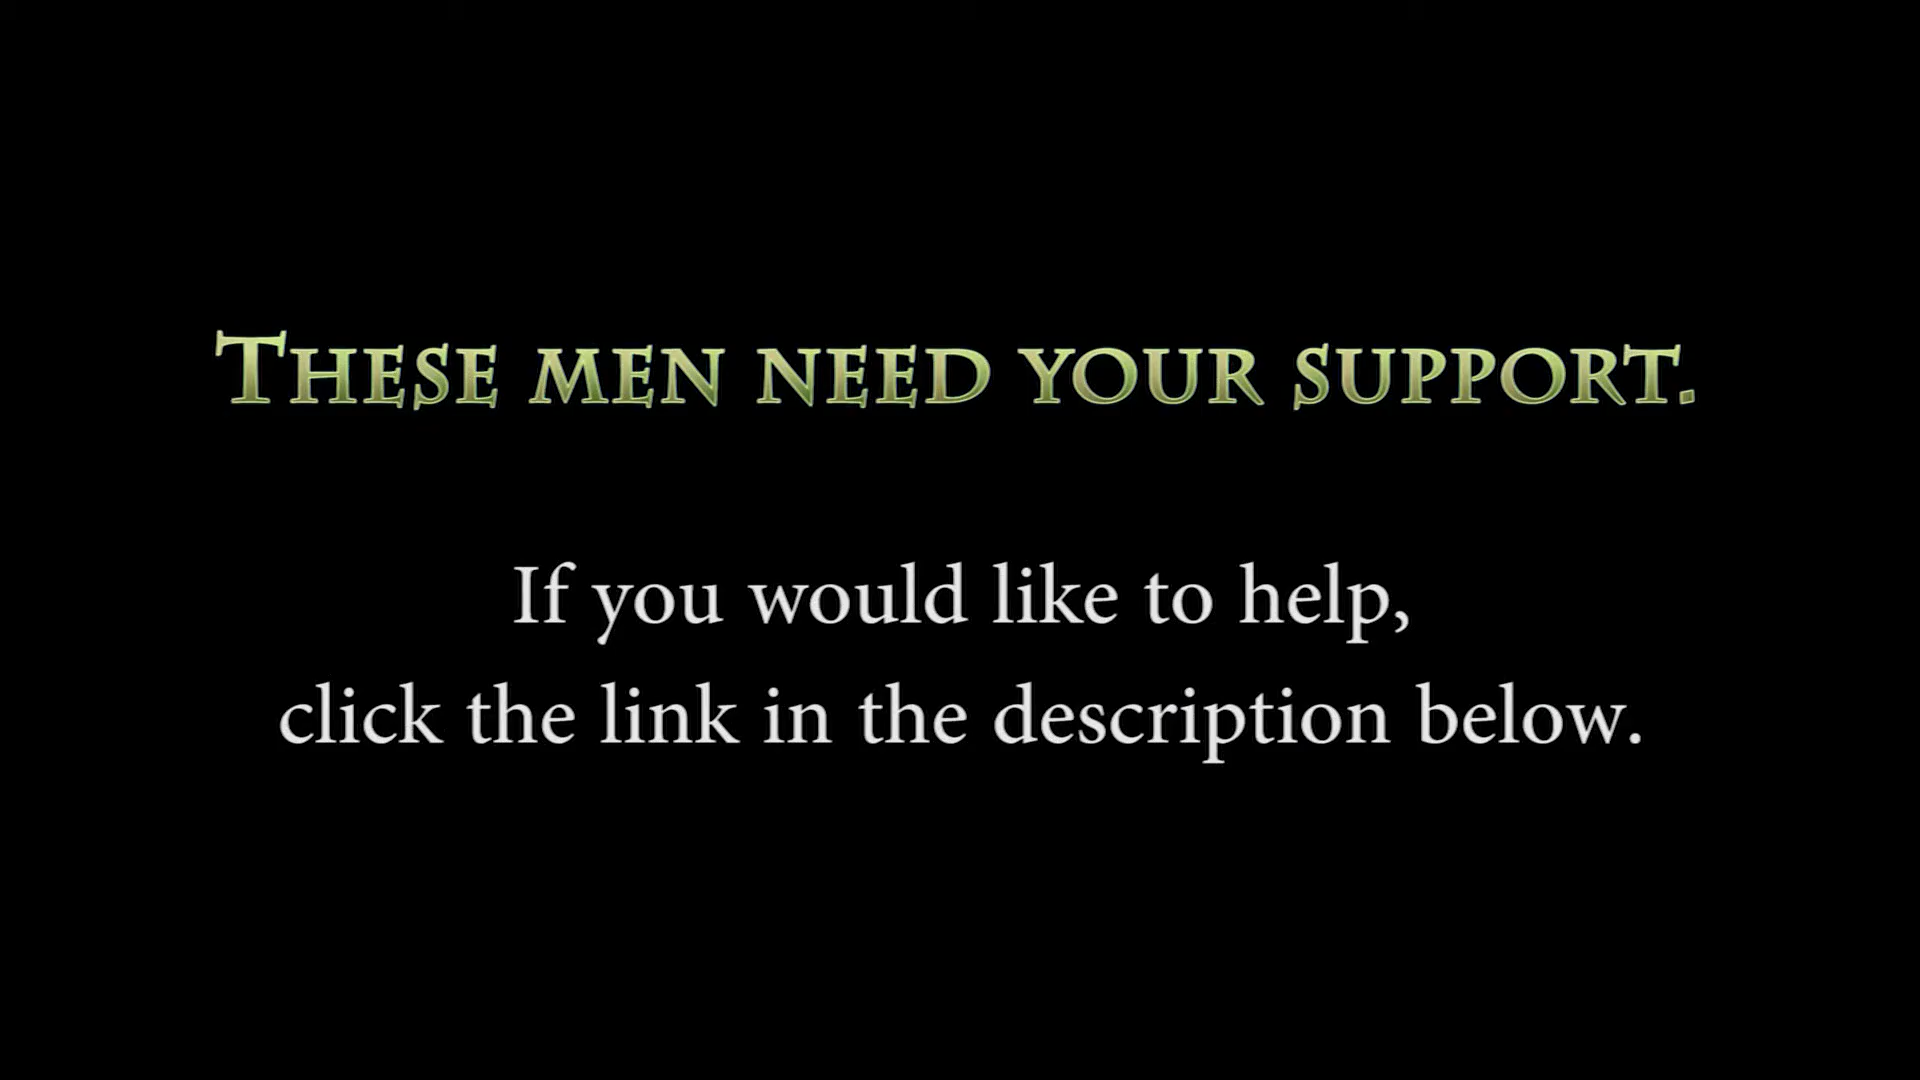 These men need your support.
If you would like to help,
click the link in the description below.